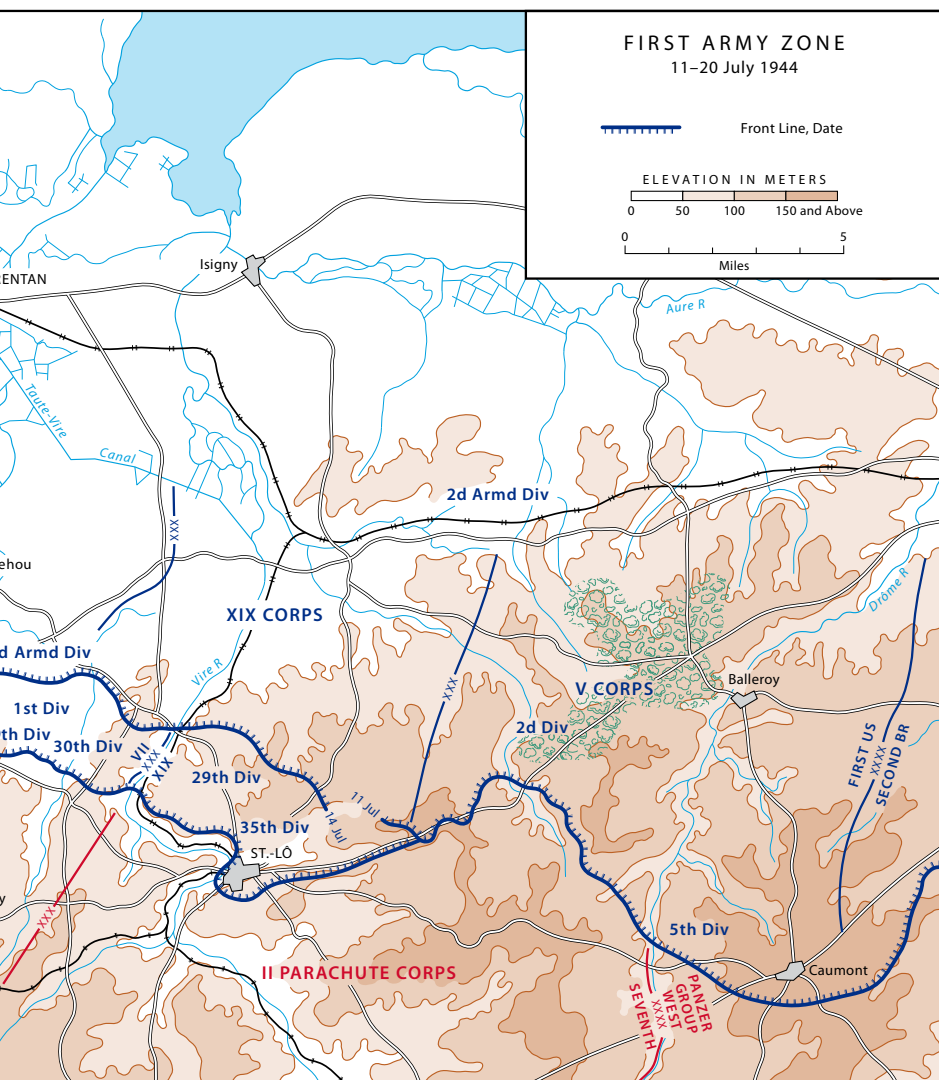 FIRST ARMY ZONE
11–20 July 1944
Front Line, Date
ELEVATION IN METERS
0 50 100 150 and Above
0 5
Miles
Isigny
ENTAN
Aure R
Taute-Vire
Canal
2d Armd Div
XXX
ehou
Drôme R
XIX CORPS
d Armd Div
Vire R
XXX
Balleroy
V CORPS
1st Div
2d Div
th Div
30th Div
VII
XXX
XIX
29th Div
FIRST US
XXXX
SECOND BR
11 Jul
14 Jul
35th Div
ST.-LÔ
y
XXX
5th Div
II PARACHUTE CORPS
Caumont
SEVENTH
XXXX
PANZER
GROUP
WEST